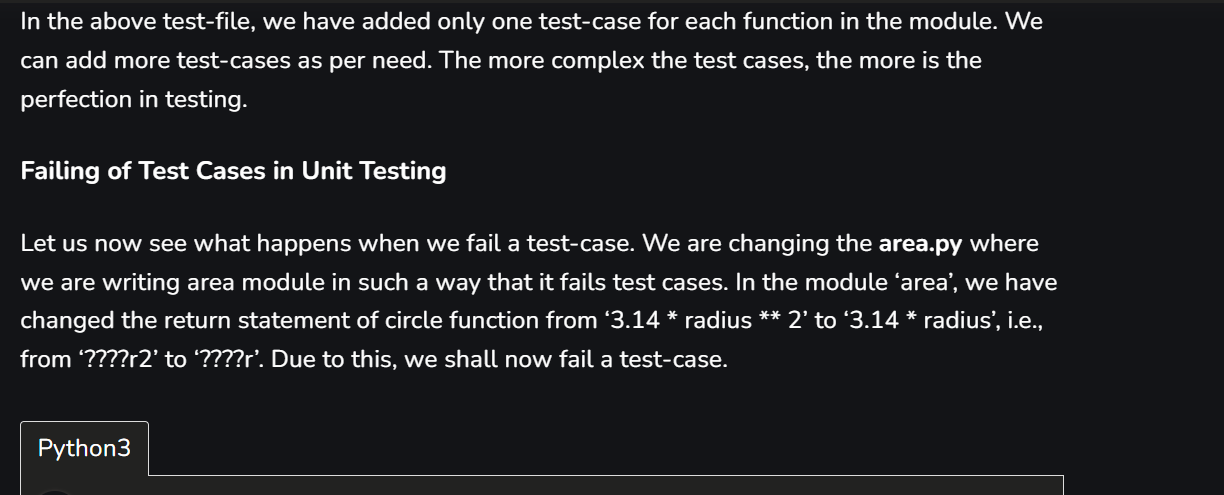 In the above test-file, we have added only one test-case for each function in the module. We
can add more test-cases as per need. The more complex the test cases, the more is the
perfection in testing.
Failing of Test Cases in Unit Testing
Let us now see what happens when we fail a test-case. We are changing the area.py where
we are writing area module in such a way that it fails test cases. In the module ‘area’, we have
changed the return statement of circle function from ‘3.14 * radius ** 2’ to ‘3.14 * radius’, i.e.,
from ‘????r2’ to ‘????r’. Due to this, we shall now fail a test-case.
Python3